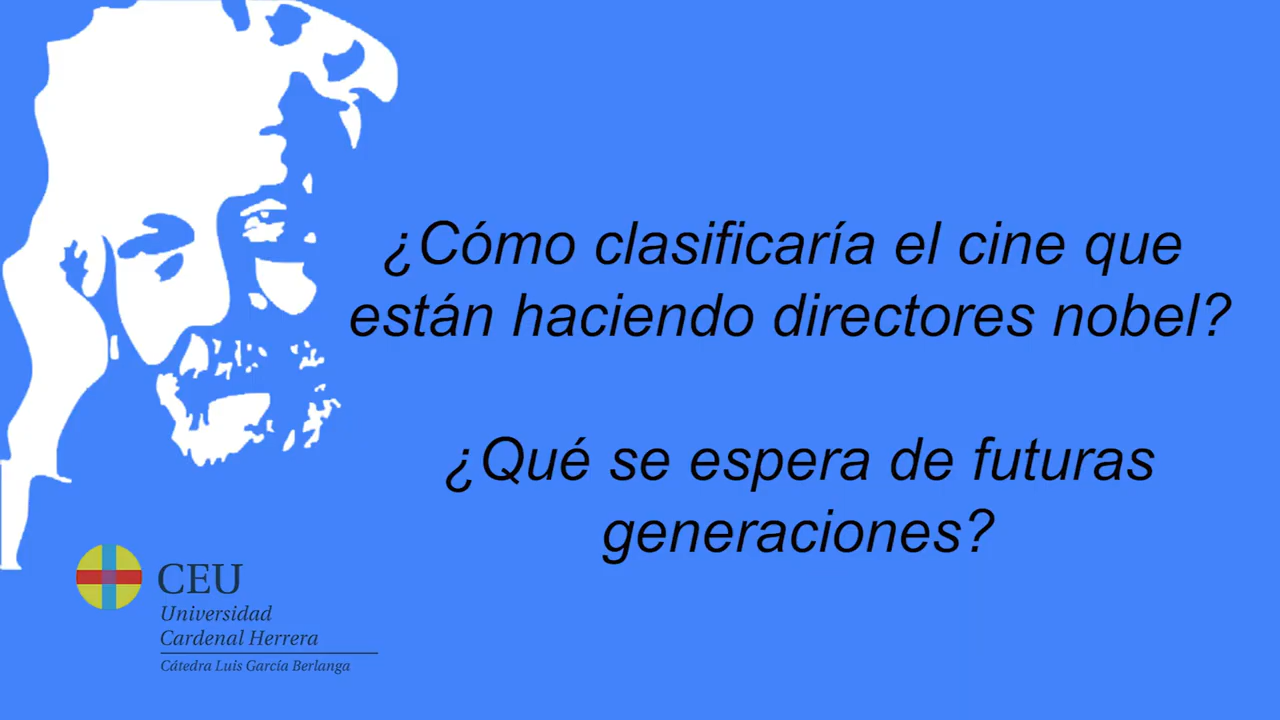 ¿Cómo clasificaría el cine que
están haciendo directores nobel?
¿Qué se espera de futuras
generaciones?
CEU
Universidad
Cardenal Herrera
Cátedra Luis García Berlanga